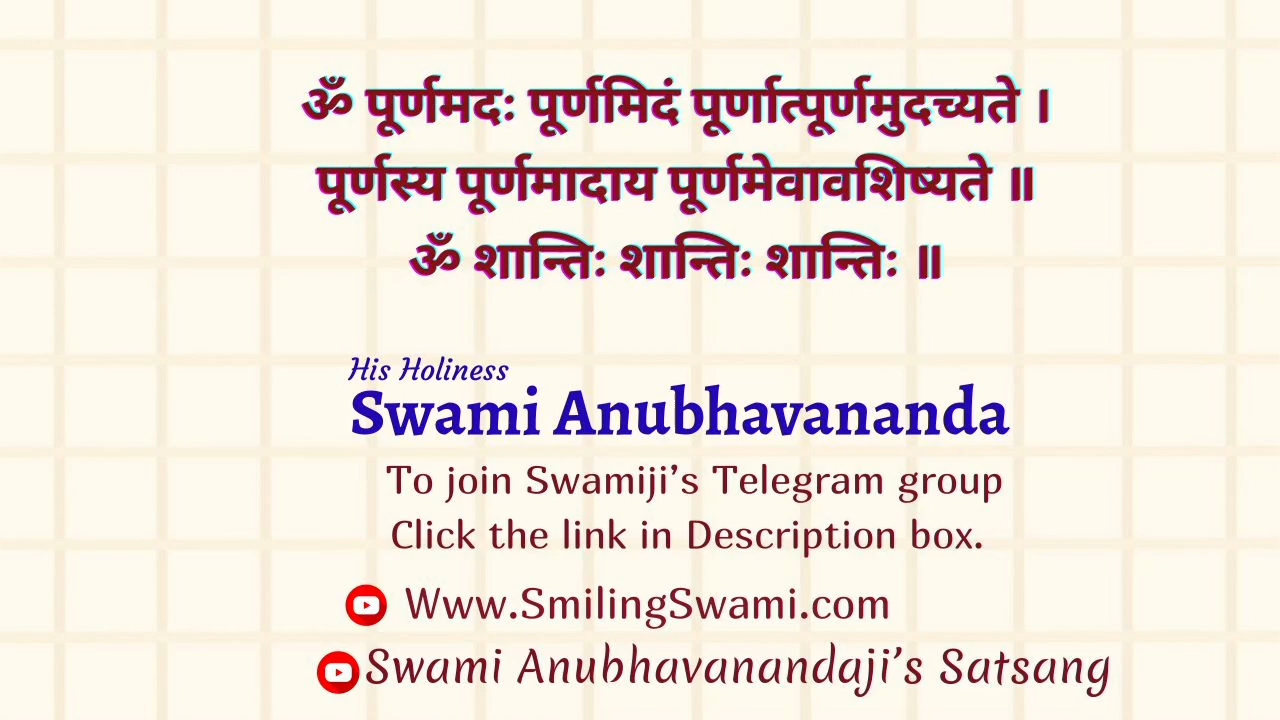 ॐ पूर्णमदः पूर्णमिदं पूर्णात्पूर्णमुदच्यते ।
पूर्णस्य पूर्णमादाय पूर्णमेवावशिष्यते ॥
ॐ शान्तिः शान्तिः शान्तिः ॥
His Holiness
Swami Anubhavananda
To join Swamiji’s Telegram group
Click the link in Description box.
Www.SmilingSwami.com
Swami Anubhavanandaji’s Satsang